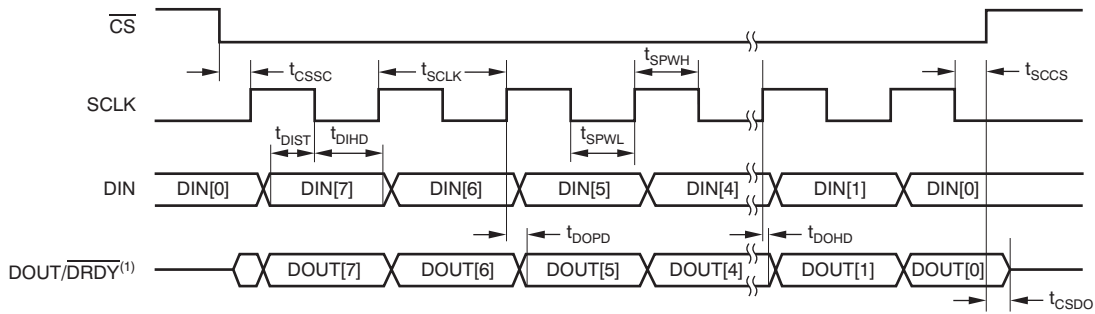 CS
tCSSC
tSCLK
tSPWH
tSCCS
SCLK
tDIST
tDIHD
tSPWL
DIN
DIN[0]
DIN[7]
DIN[6]
DIN[5]
DIN[4]
DIN[1]
DIN[0]
tDOPD
tDOHD
DOUT/DRDY(1)
DOUT[7]
DOUT[6]
DOUT[5]
DOUT[4]
DOUT[1]
DOUT[0]
tCSDO